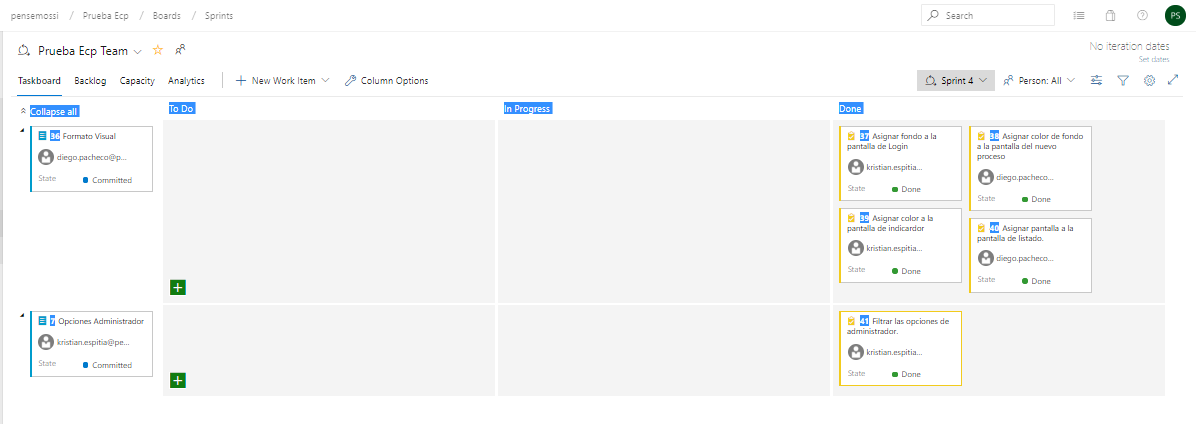 pensemossi / Prueba Ecp / Boards / Sprints
Search
PS
Prueba Ecp Team
No iteration dates
Set dates
Taskboard Backlog Capacity Analytics New Work Item Column Options
Sprint 4 Person: All
Collapse all To Do In Progress Done
36 Formato Visual
diego.pacheco@p...
State Committed
37 Asignar fondo a la
pantalla de Login
kristian.espitia...
State Done
38 Asignar color de fondo
a la pantalla del nuevo
proceso
diego.pacheco...
State Done
39 Asignar color a la
pantalla de indicardor
kristian.espitia...
State Done
40 Asignar pantalla a la
pantalla de listado.
diego.pacheco...
State Done
7 Opciones Administrador
kristian.espitia@pe...
State Committed
41 Filtrar las opciones de
administrador.
kristian.espitia...
State Done